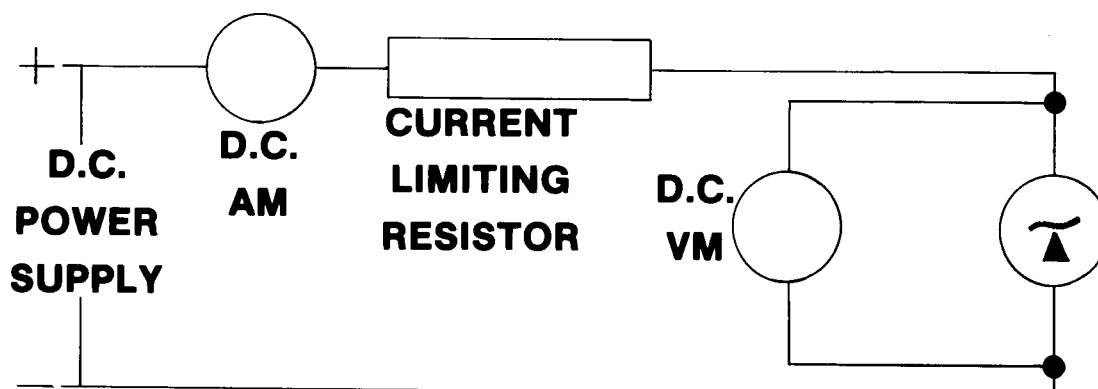 +
D.C.
POWER
SUPPLY
−
D.C.
AM
CURRENT
LIMITING
RESISTOR
D.C.
VM